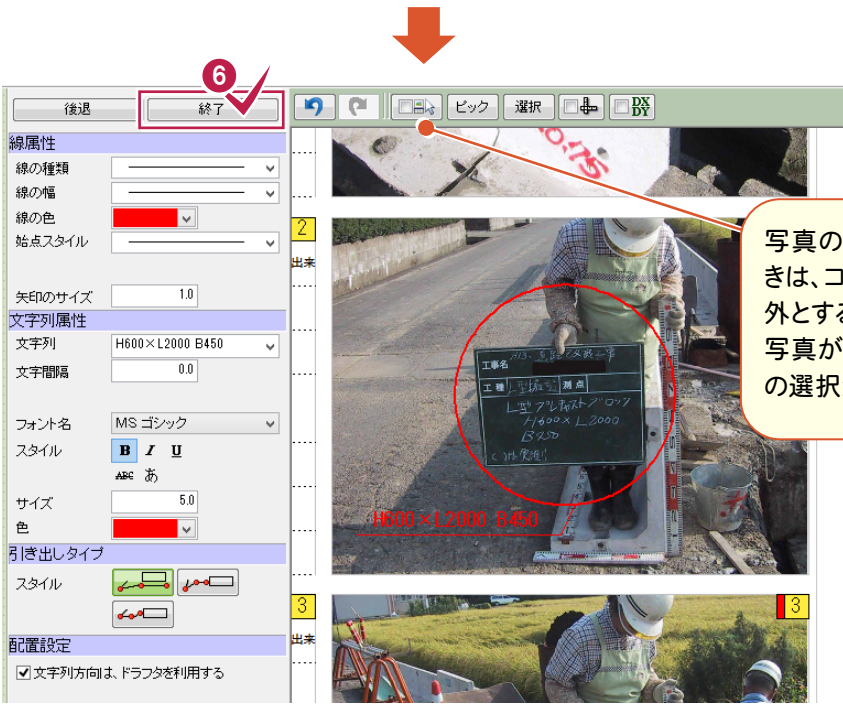 6
後退
終了
ピック
選択
DX
DY
線属性
線の種類
線の幅
線の色
始点スタイル
矢印のサイズ
1.0
文字列属性
文字列
H600×L2000 B450
文字間隔
0.0
フォント名
MS ゴシック
スタイル
B I U
ABC あ
サイズ
5.0
色
引き出しタイプ
スタイル
配置設定
文字列方向は、ドラフタを利用する
No.75
2
出来
工事名
工種
測点
L型プレキャストブロック
H600×L2000
B450
H600×L2000 B450
3
出来
3
写真の
きは、コ
外とする
写真が
の選択